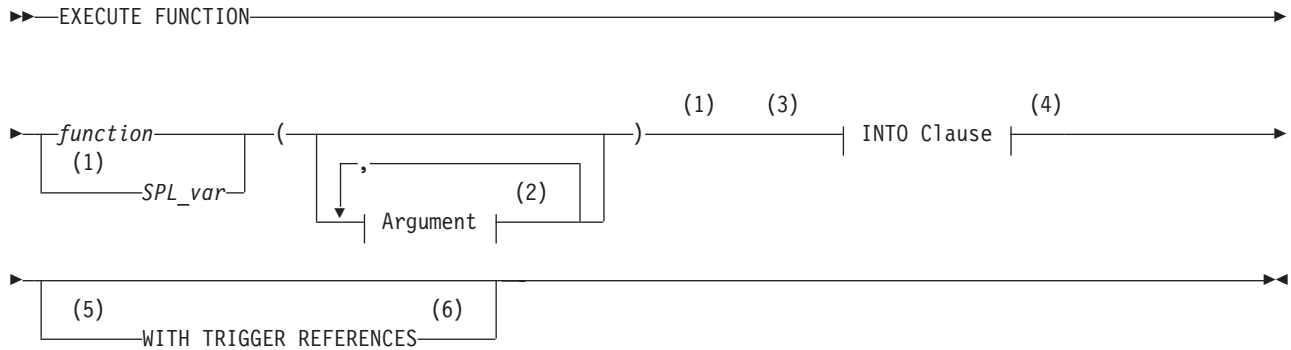 EXECUTE FUNCTION
(1) (3) (4)
function ( ) INTO Clause
(1) ,
SPL_var (2)
Argument
(5) (6)
WITH TRIGGER REFERENCES